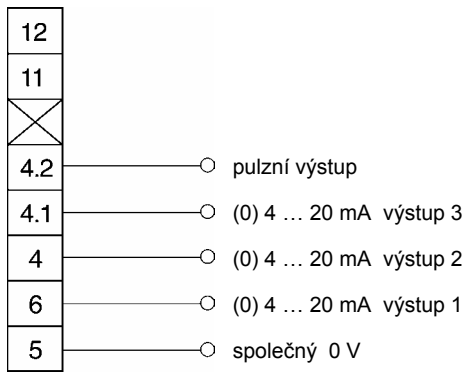 12
11
4.2 pulzní výstup
4.1 (0) 4 … 20 mA výstup 3
4 (0) 4 … 20 mA výstup 2
6 (0) 4 … 20 mA výstup 1
5 společný 0 V